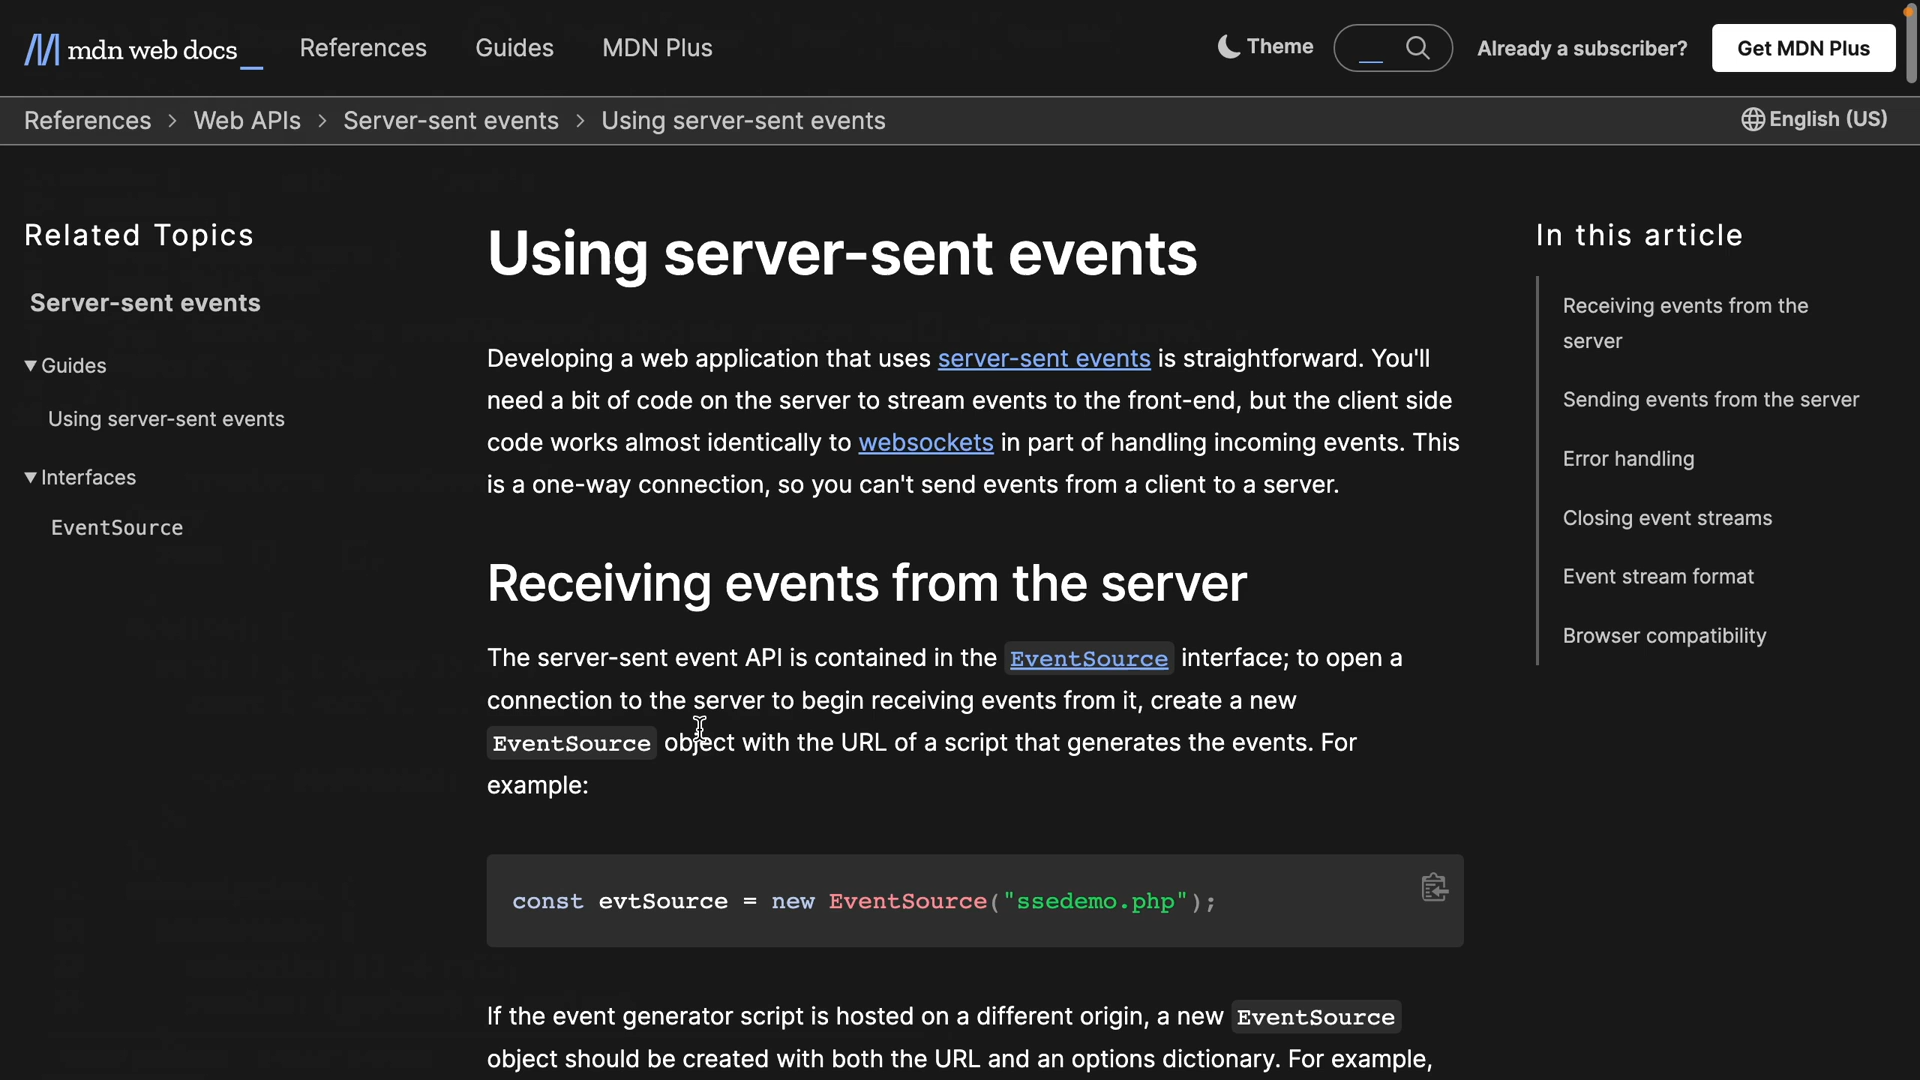 mdn web docs_
References
Guides
MDN Plus
Theme
Already a subscriber?
Get MDN Plus
References > Web APIs > Server-sent events > Using server-sent events
English (US)
Related Topics
Server-sent events
▼ Guides
Using server-sent events
▼ Interfaces
EventSource
Using server-sent events
Developing a web application that uses server-sent events is straightforward. You'll
need a bit of code on the server to stream events to the front-end, but the client side
code works almost identically to websockets in part of handling incoming events. This
is a one-way connection, so you can't send events from a client to a server.
Receiving events from the server
The server-sent event API is contained in the EventSource interface; to open a
connection to the server to begin receiving events from it, create a new
EventSource object with the URL of a script that generates the events. For
example:
const evtSource = new EventSource("ssedemo.php");
If the event generator script is hosted on a different origin, a new EventSource
object should be created with both the URL and an options dictionary. For example,
In this article
Receiving events from the
server
Sending events from the server
Error handling
Closing event streams
Event stream format
Browser compatibility